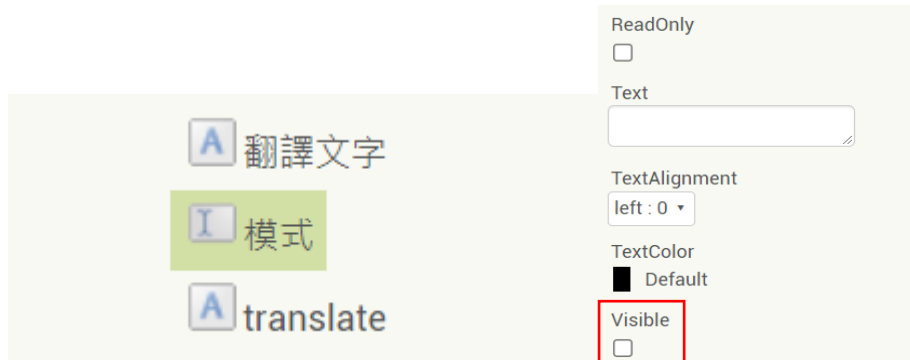 翻譯文字
模式
translate
ReadOnly
Text
TextAlignment
left : 0
TextColor
Default
Visible